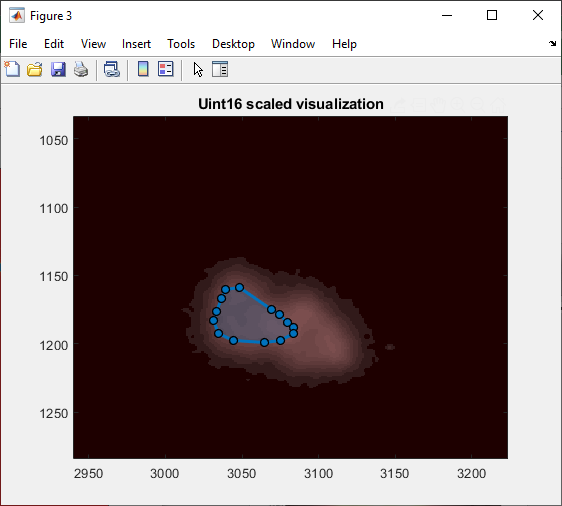 Figure 3
File Edit View Insert Tools Desktop Window Help
Uint16 scaled visualization
1050
1100
1150
1200
1250
2950 3000 3050 3100 3150 3200